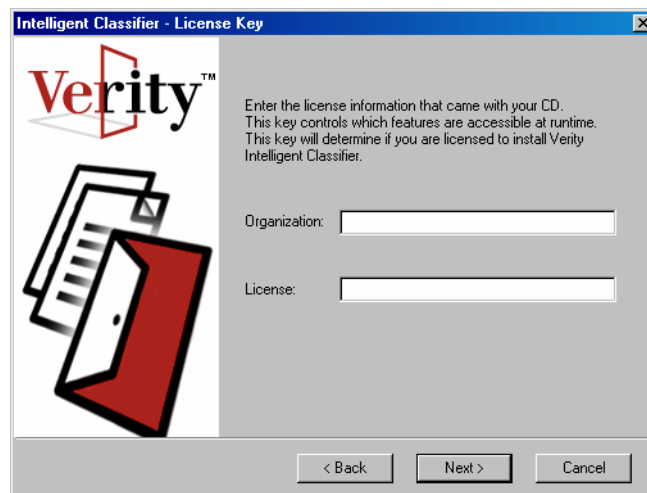 Intelligent Classifier - License Key
Verity™
Enter the license information that came with your CD.
This key controls which features are accessible at runtime.
This key will determine if you are licensed to install Verity
Intelligent Classifier.
Organization:
License:
< Back Next > Cancel